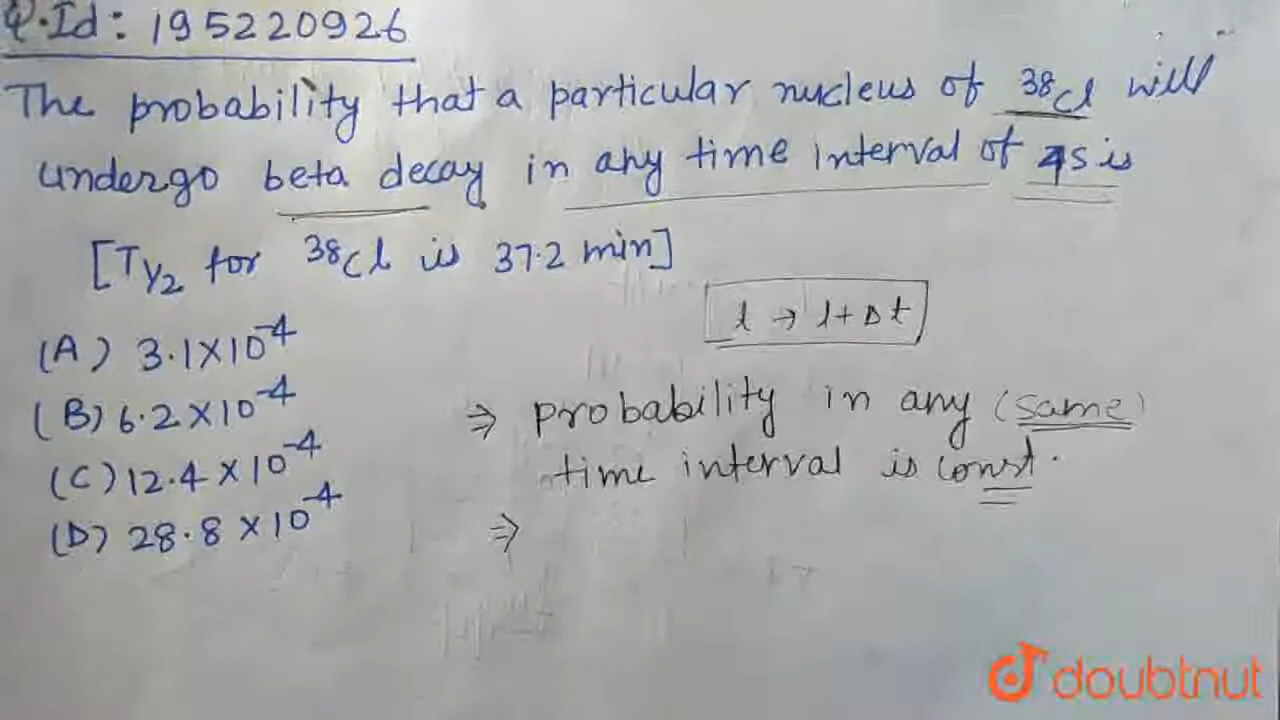 Q.Id: 195220926
The probability that a particular nucleus of ³⁸Cl will
undergo beta decay in any time interval of 4s is
[T½ for ³⁸Cl is 37.2 min]
t → t+Δt
(A) 3.1×10⁻⁴
(B) 6.2×10⁻⁴
(C) 12.4×10⁻⁴
(D) 28.8×10⁻⁴
⇒ probability in any (same)
time interval is const.
⇒
doubtnut